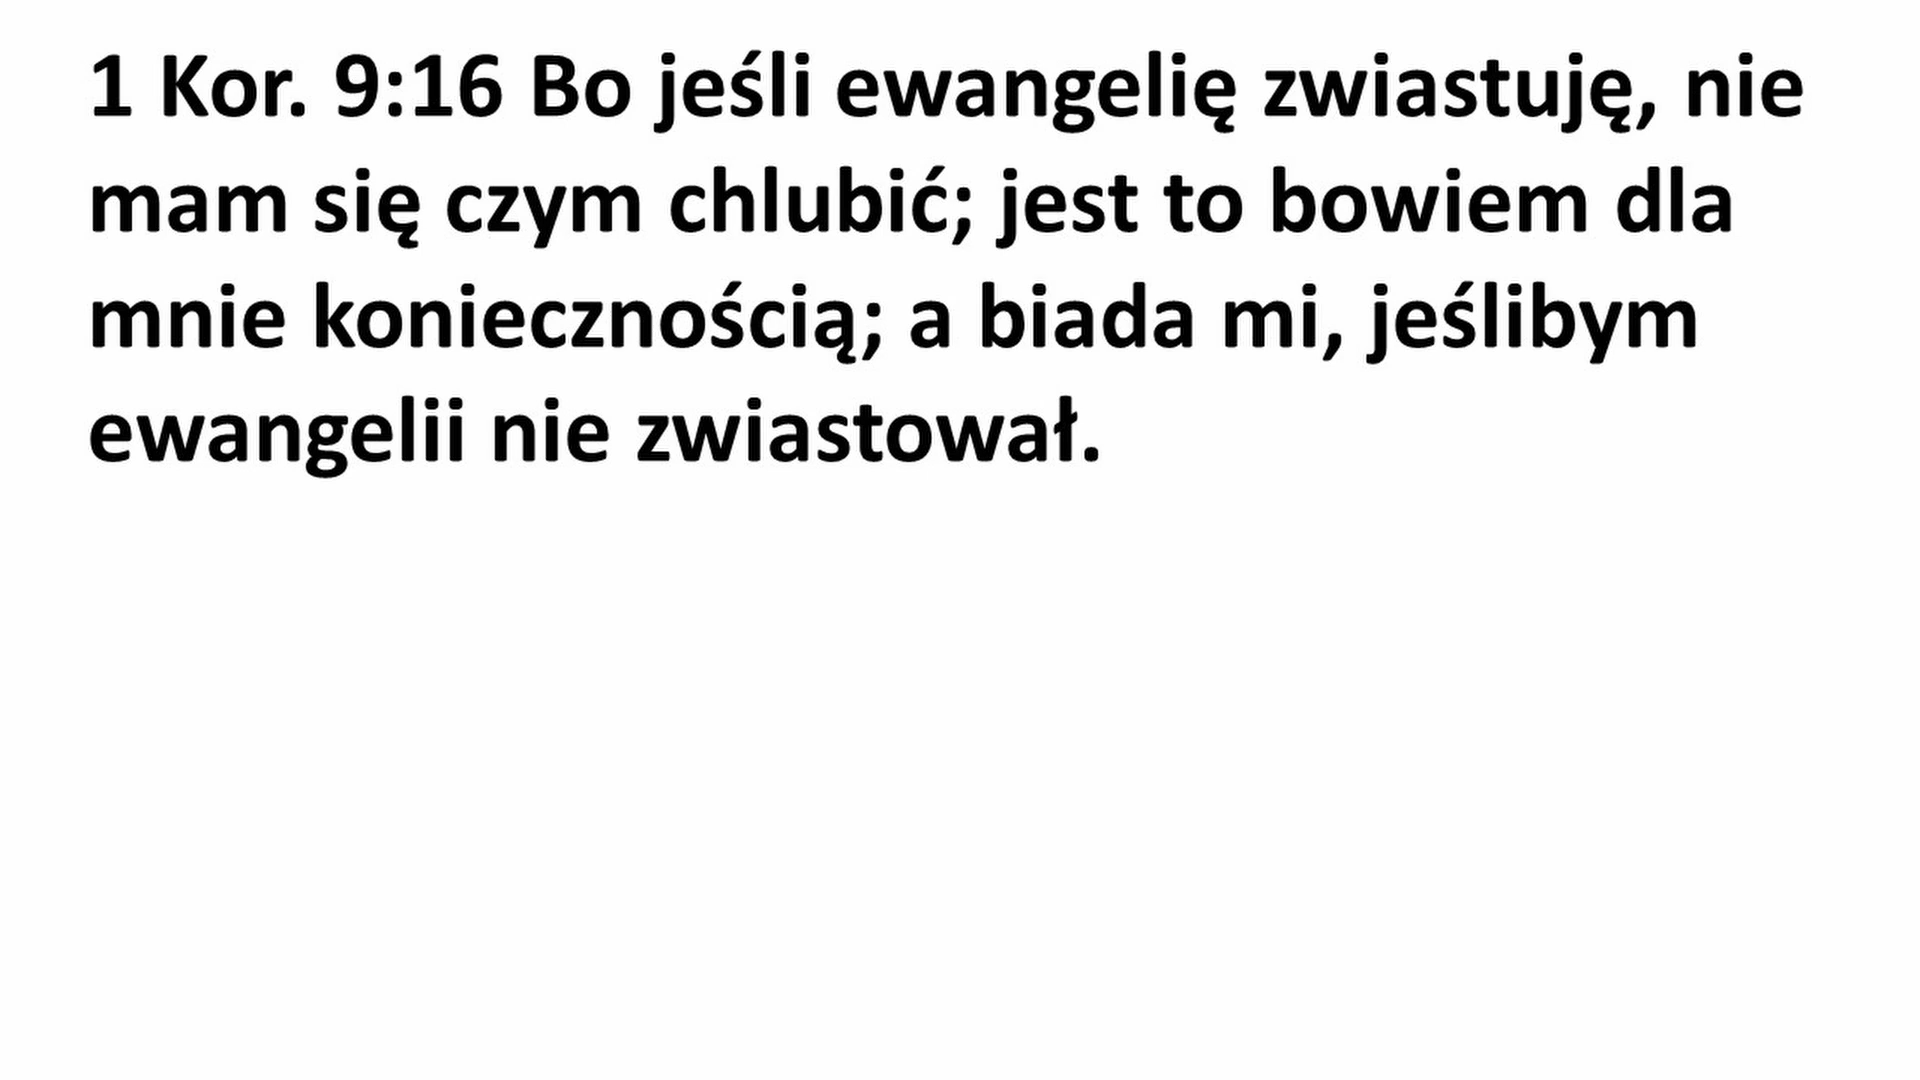 1 Kor. 9:16 Bo jeśli ewangelię zwiastuję, nie
mam się czym chlubić; jest to bowiem dla
mnie koniecznością; a biada mi, jeślibym
ewangelii nie zwiastował.